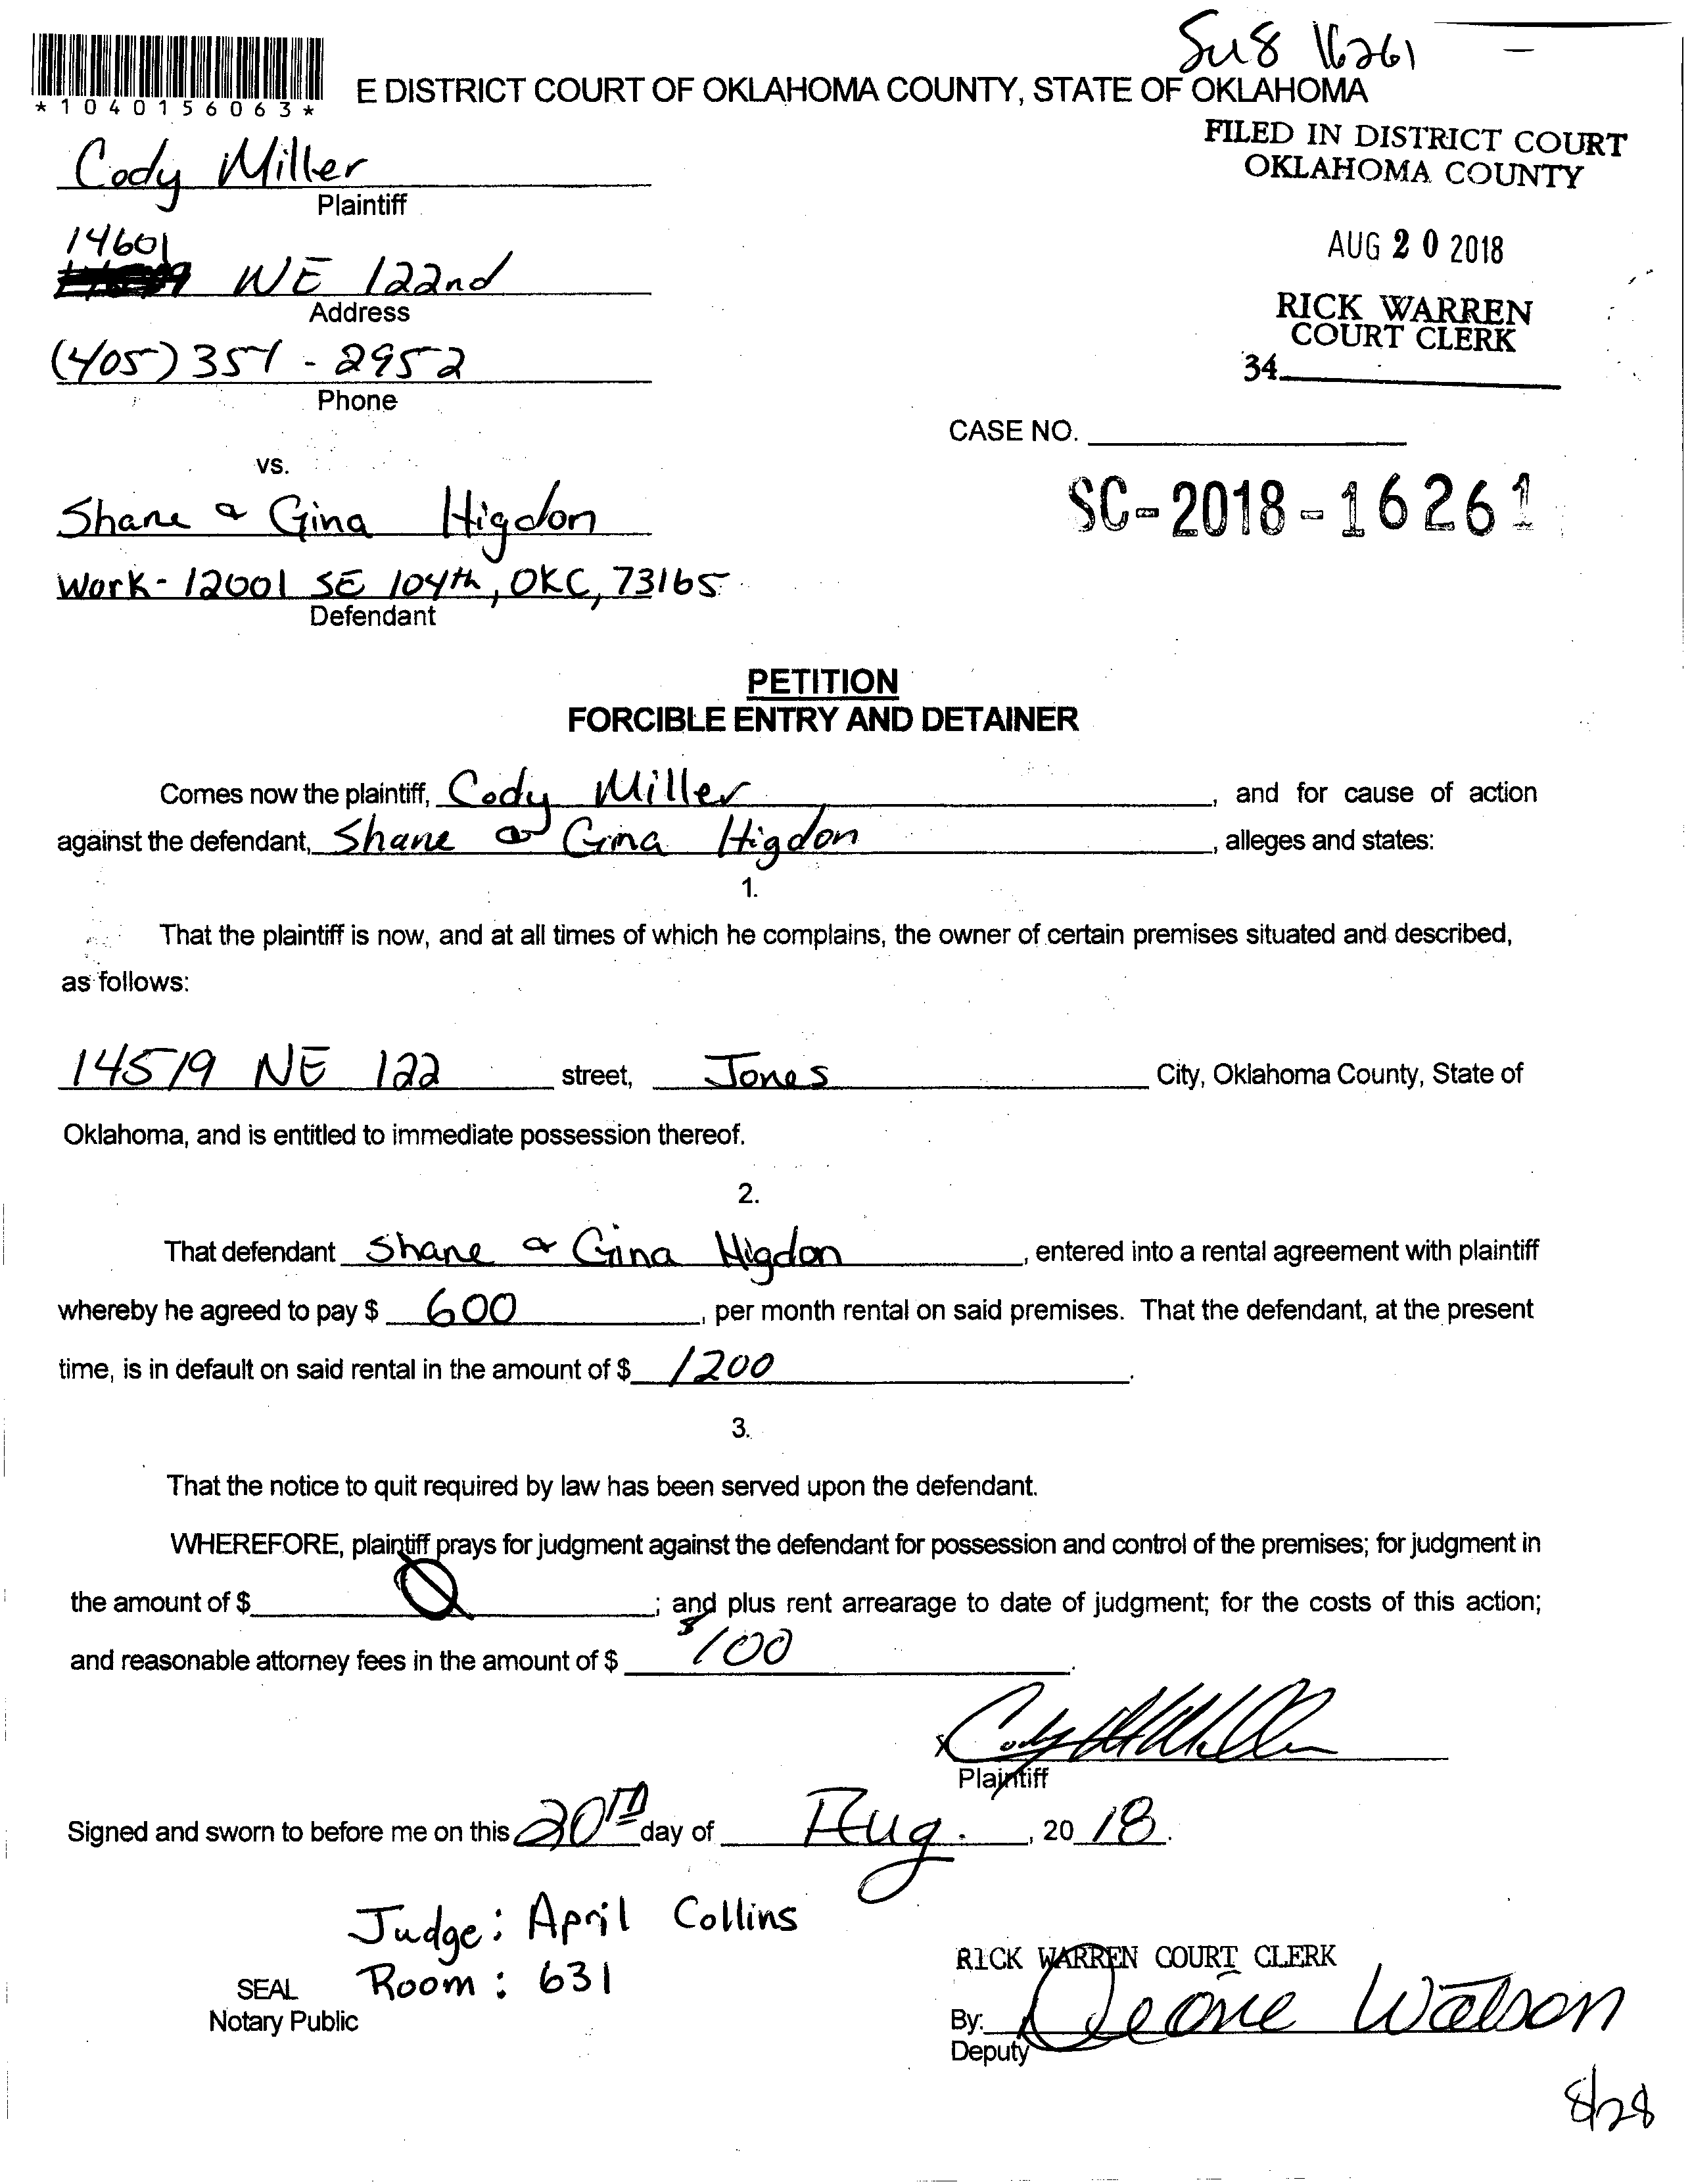 Su8 16261
*1040156063*
E DISTRICT COURT OF OKLAHOMA COUNTY, STATE OF OKLAHOMA
FILED IN DISTRICT COURT
OKLAHOMA COUNTY
Cody Miller
Plaintiff
AUG 20 2018
14601
NE 122nd
Address
RICK WARREN
COURT CLERK
34
(405) 351-2952
Phone
CASE NO.
vs.
SC-2018-16261
Shane & Gina Higdon
Work- 12001 SE 104th, OKC, 73165
Defendant
PETITION
FORCIBLE ENTRY AND DETAINER
Comes now the plaintiff, Cody Miller, and for cause of action
against the defendant, Shane & Gina Higdon, alleges and states:
1.
That the plaintiff is now, and at all times of which he complains, the owner of certain premises situated and described,
as follows:
14519 NE 122 street, Jones City, Oklahoma County, State of
Oklahoma, and is entitled to immediate possession thereof.
2.
That defendant Shane & Gina Higdon, entered into a rental agreement with plaintiff
whereby he agreed to pay $ 600, per month rental on said premises. That the defendant, at the present
time, is in default on said rental in the amount of $ 1200.
3.
That the notice to quit required by law has been served upon the defendant.
WHEREFORE, plaintiff prays for judgment against the defendant for possession and control of the premises; for judgment in
the amount of $ Ø; and plus rent arrearage to date of judgment; for the costs of this action;
and reasonable attorney fees in the amount of $ $100.
x Cody Miller
Plaintiff
Signed and sworn to before me on this 20TH day of Aug., 20 18.
Judge: April Collins
Room: 631
SEAL
Notary Public
RICK WARREN COURT CLERK
By: Watson
Deputy
8/28